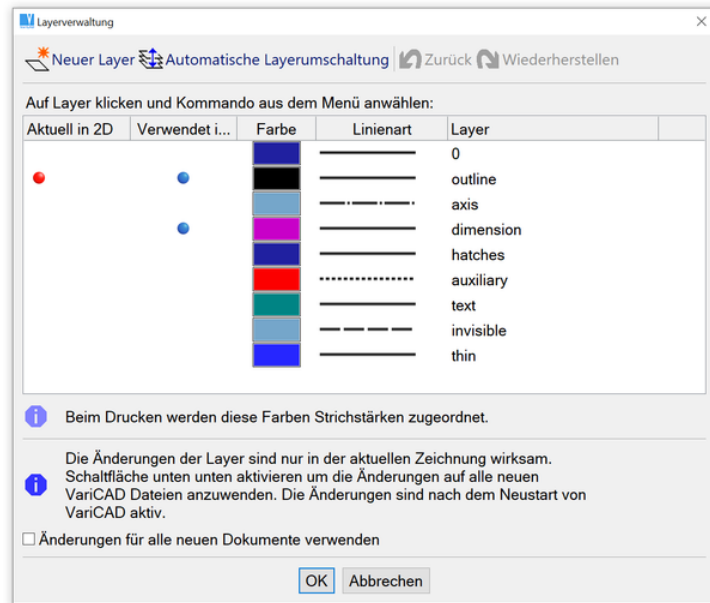 Layerverwaltung
Neuer Layer Automatische Layerumschaltung Zurück Wiederherstellen
Auf Layer klicken und Kommando aus dem Menü anwählen:
Aktuell in 2D Verwendet i... Farbe Linienart Layer
0
outline
axis
dimension
hatches
auxiliary
text
invisible
thin
Beim Drucken werden diese Farben Strichstärken zugeordnet.
Die Änderungen der Layer sind nur in der aktuellen Zeichnung wirksam.
Schaltfläche unten unten aktivieren um die Änderungen auf alle neuen
VariCAD Dateien anzuwenden. Die Änderungen sind nach dem Neustart von
VariCAD aktiv.
Änderungen für alle neuen Dokumente verwenden
OK Abbrechen